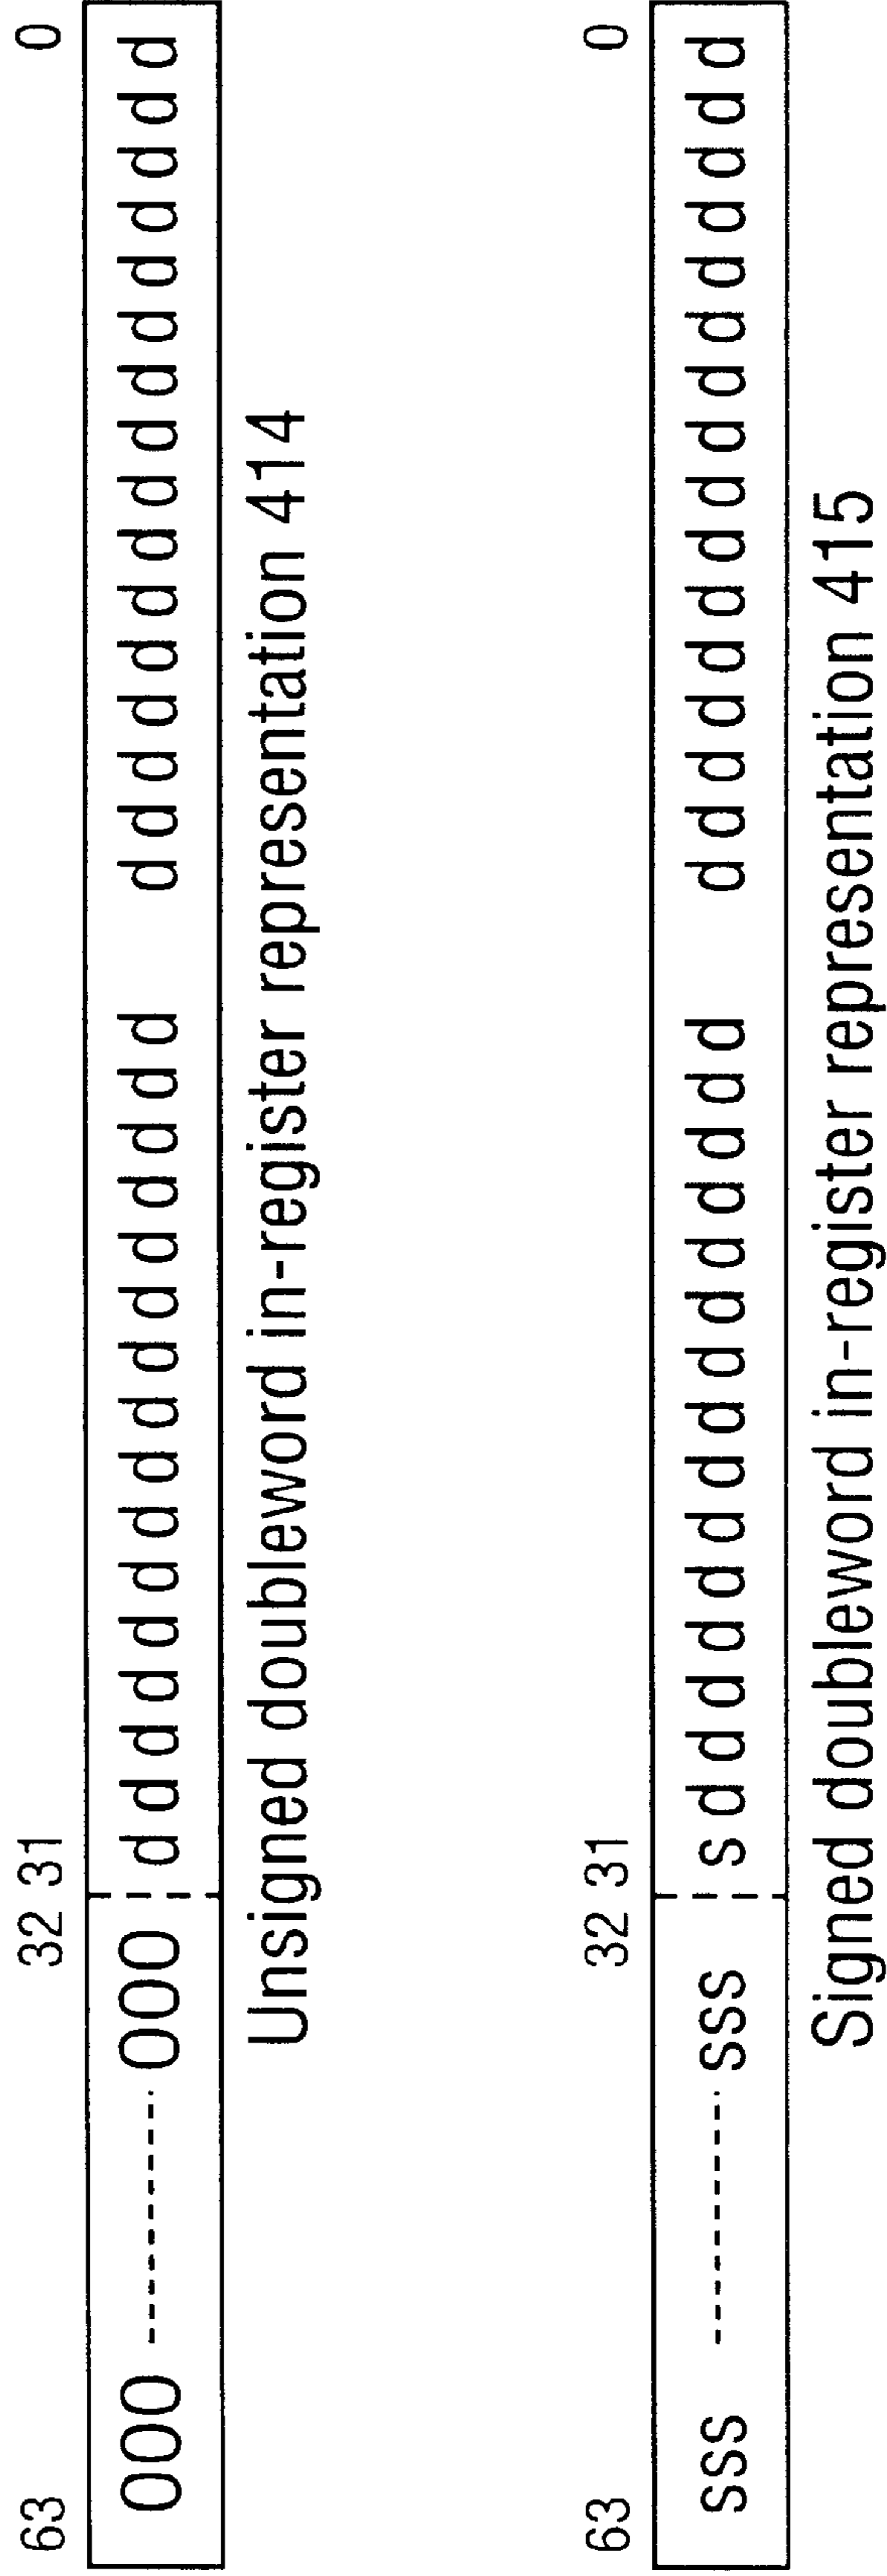 63 32 31 0
000 ----------- 000 d d d d d d d d d d d d d d d d d d d d d d d d d d d d d d d d
Unsigned doubleword in-register representation 414
63 32 31 0
sss ----------- sss s d d d d d d d d d d d d d d d d d d d d d d d d d d d d d d d
Signed doubleword in-register representation 415